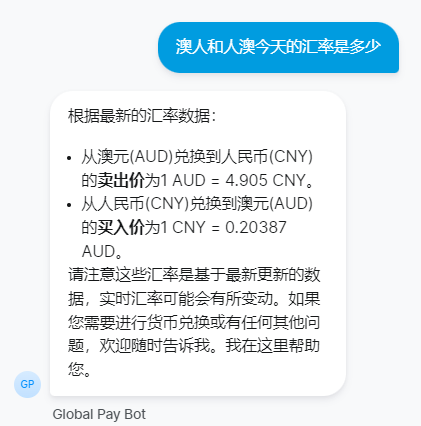 澳人和人澳今天的汇率是多少
根据最新的汇率数据：
• 从澳元(AUD)兑换到人民币(CNY)
的卖出价为1 AUD = 4.905 CNY。
• 从人民币(CNY)兑换到澳元(AUD)
的买入价为1 CNY = 0.20387
AUD。
请注意这些汇率是基于最新更新的数
据，实时汇率可能会有所变动。如果
您需要进行货币兑换或有任何其他问
题，欢迎随时告诉我。我在这里帮助
您。
GP
Global Pay Bot